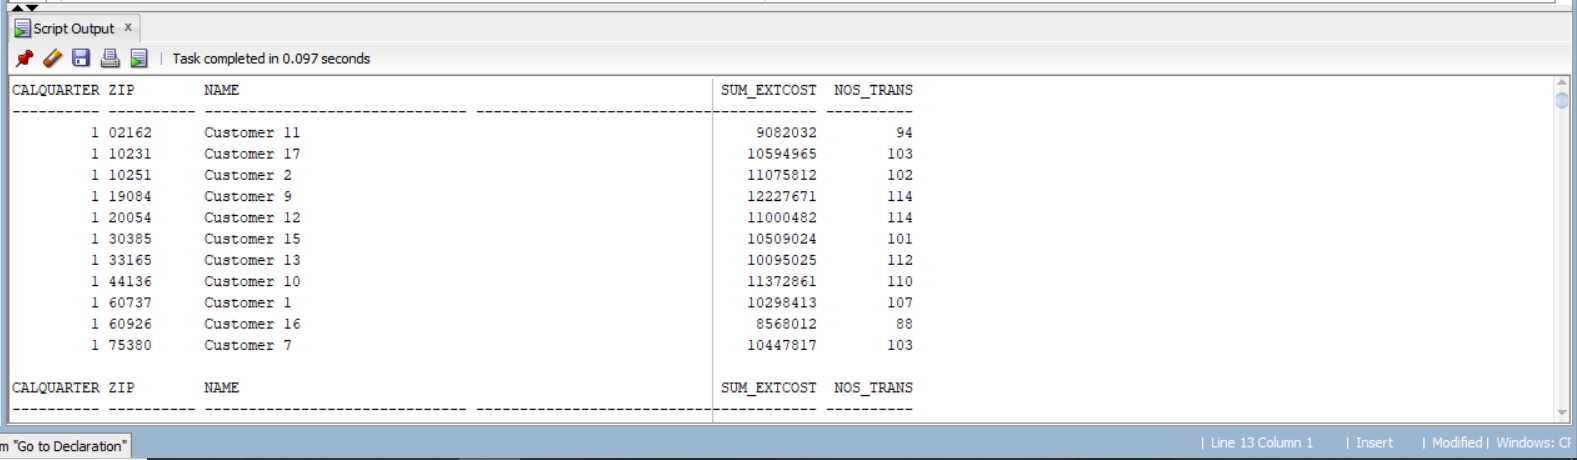 Script Output x
Task completed in 0.097 seconds
CALQUARTER ZIP NAME SUM_EXTCOST NOS_TRANS
---------- ---------- ------------------------------ ------------------------------------- ----------
1 02162 Customer 11 9082032 94
1 10231 Customer 17 10594965 103
1 10251 Customer 2 11075812 102
1 19084 Customer 9 12227671 114
1 20054 Customer 12 11000482 114
1 30385 Customer 15 10509024 101
1 33165 Customer 13 10095025 112
1 44136 Customer 10 11372861 110
1 60737 Customer 1 10298413 107
1 60926 Customer 16 8568012 88
1 75380 Customer 7 10447817 103
CALQUARTER ZIP NAME SUM_EXTCOST NOS_TRANS
---------- ---------- ------------------------------ ------------------------------------- ----------
m "Go to Declaration" | Line 13 Column 1 | Insert | Modified | Windows: CF